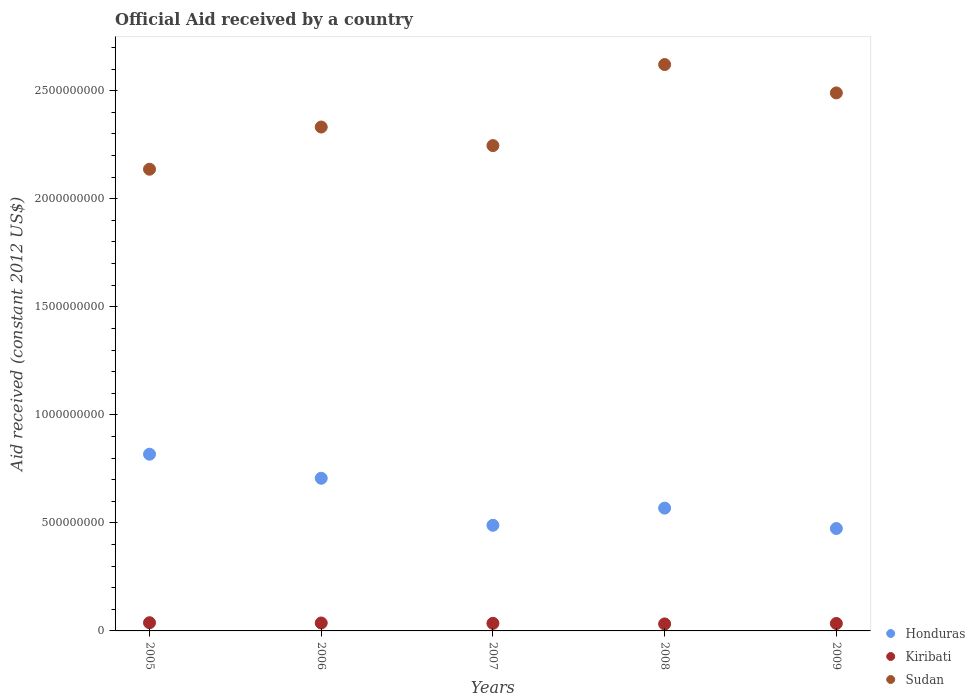 Official Aid received by a country
Aid received (constant 2012 US$)
2500000000
2000000000
1500000000
1000000000
500000000
0
2005
2006
2007
2008
2009
Years
Honduras
Kiribati
Sudan